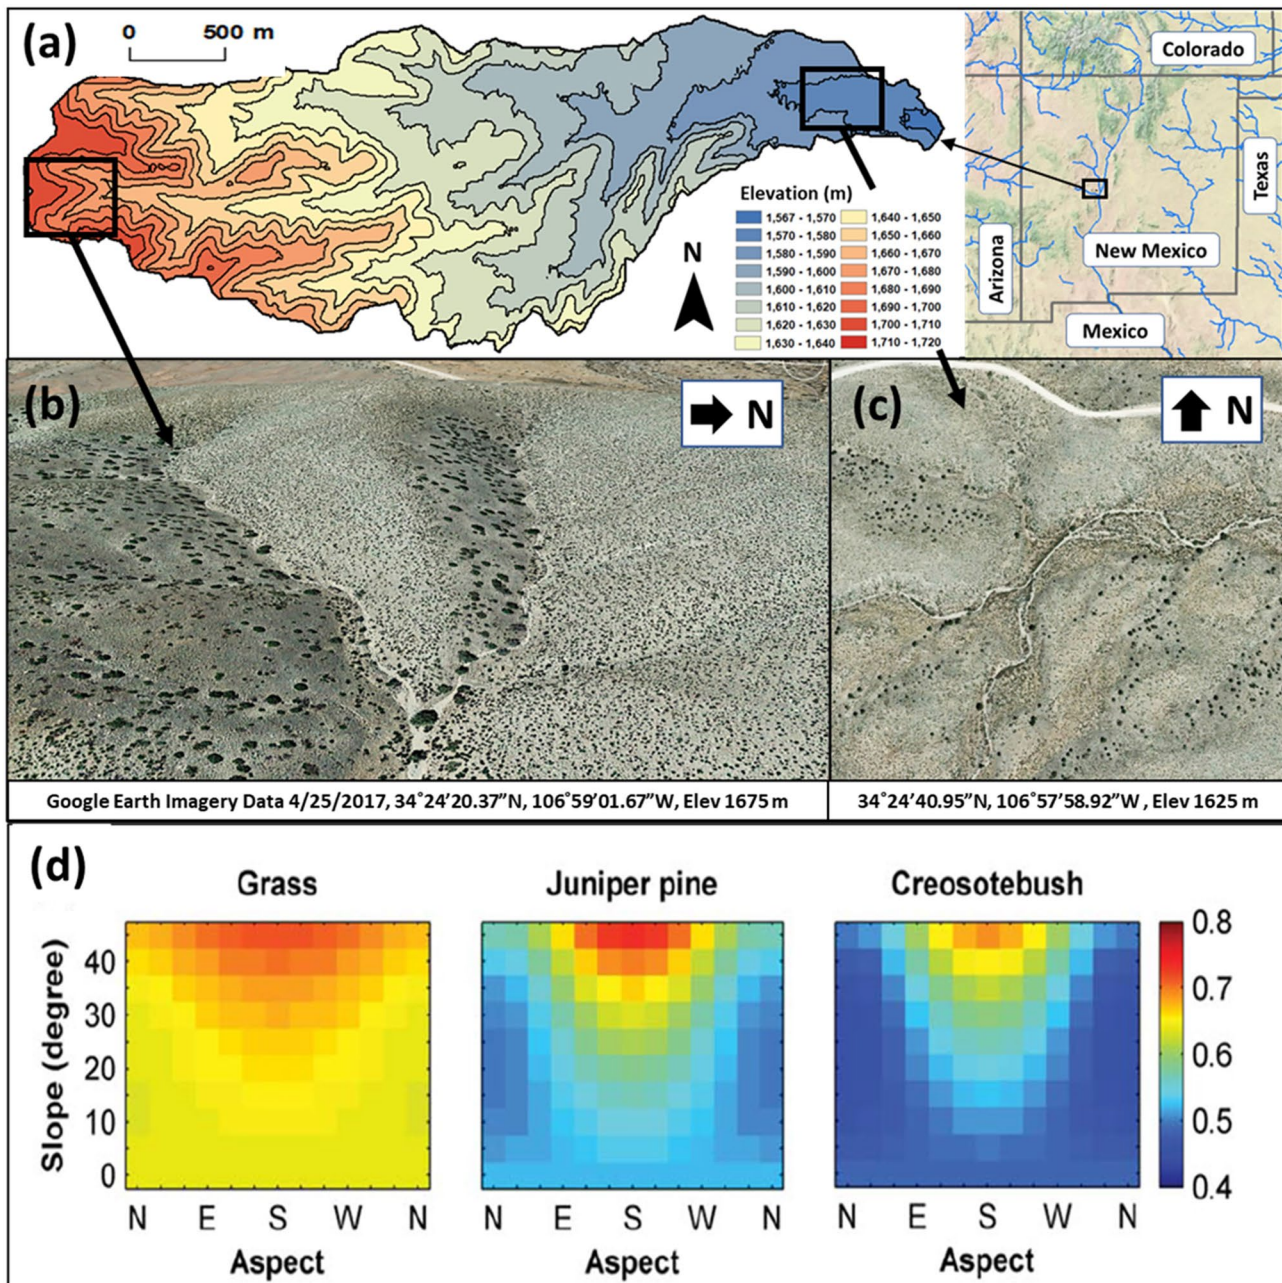 (a)
0 500 m
N
Elevation (m)
1,567 - 1,570 1,640 - 1,650
1,570 - 1,580 1,650 - 1,660
1,580 - 1,590 1,660 - 1,670
1,590 - 1,600 1,670 - 1,680
1,600 - 1,610 1,680 - 1,690
1,610 - 1,620 1,690 - 1,700
1,620 - 1,630 1,700 - 1,710
1,630 - 1,640 1,710 - 1,720
Colorado
Texas
New Mexico
Arizona
Mexico
(b)
N
(c)
N
Google Earth Imagery Data 4/25/2017, 34˚24’20.37”N, 106˚59’01.67”W, Elev 1675 m
34˚24’40.95”N, 106˚57’58.92”W , Elev 1625 m
(d)
Grass Juniper pine Creosotebush
Slope (degree)
40
30
20
10
0
0.8
0.7
0.6
0.5
0.4
N E S W N N E S W N N E S W N
Aspect Aspect Aspect